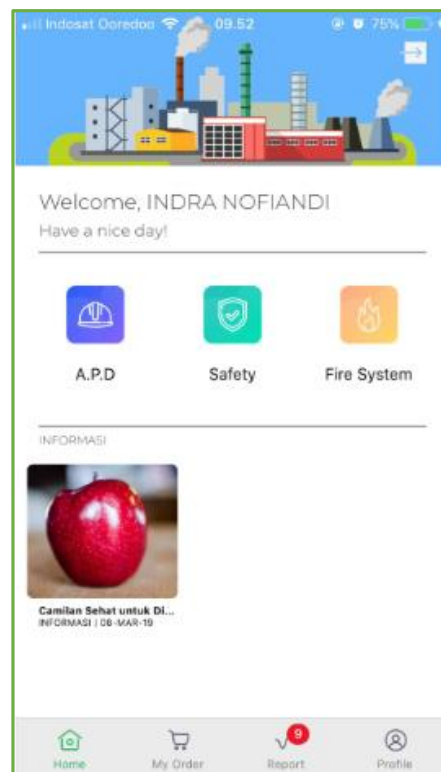 Indosat Ooredoo 09.52 75%
Welcome, INDRA NOFIANDI
Have a nice day!
A.P.D Safety Fire System
INFORMASI
Camilan Sehat untuk Di...
INFORMASI | 08-MAR-19
9
Home My Order Report Profile